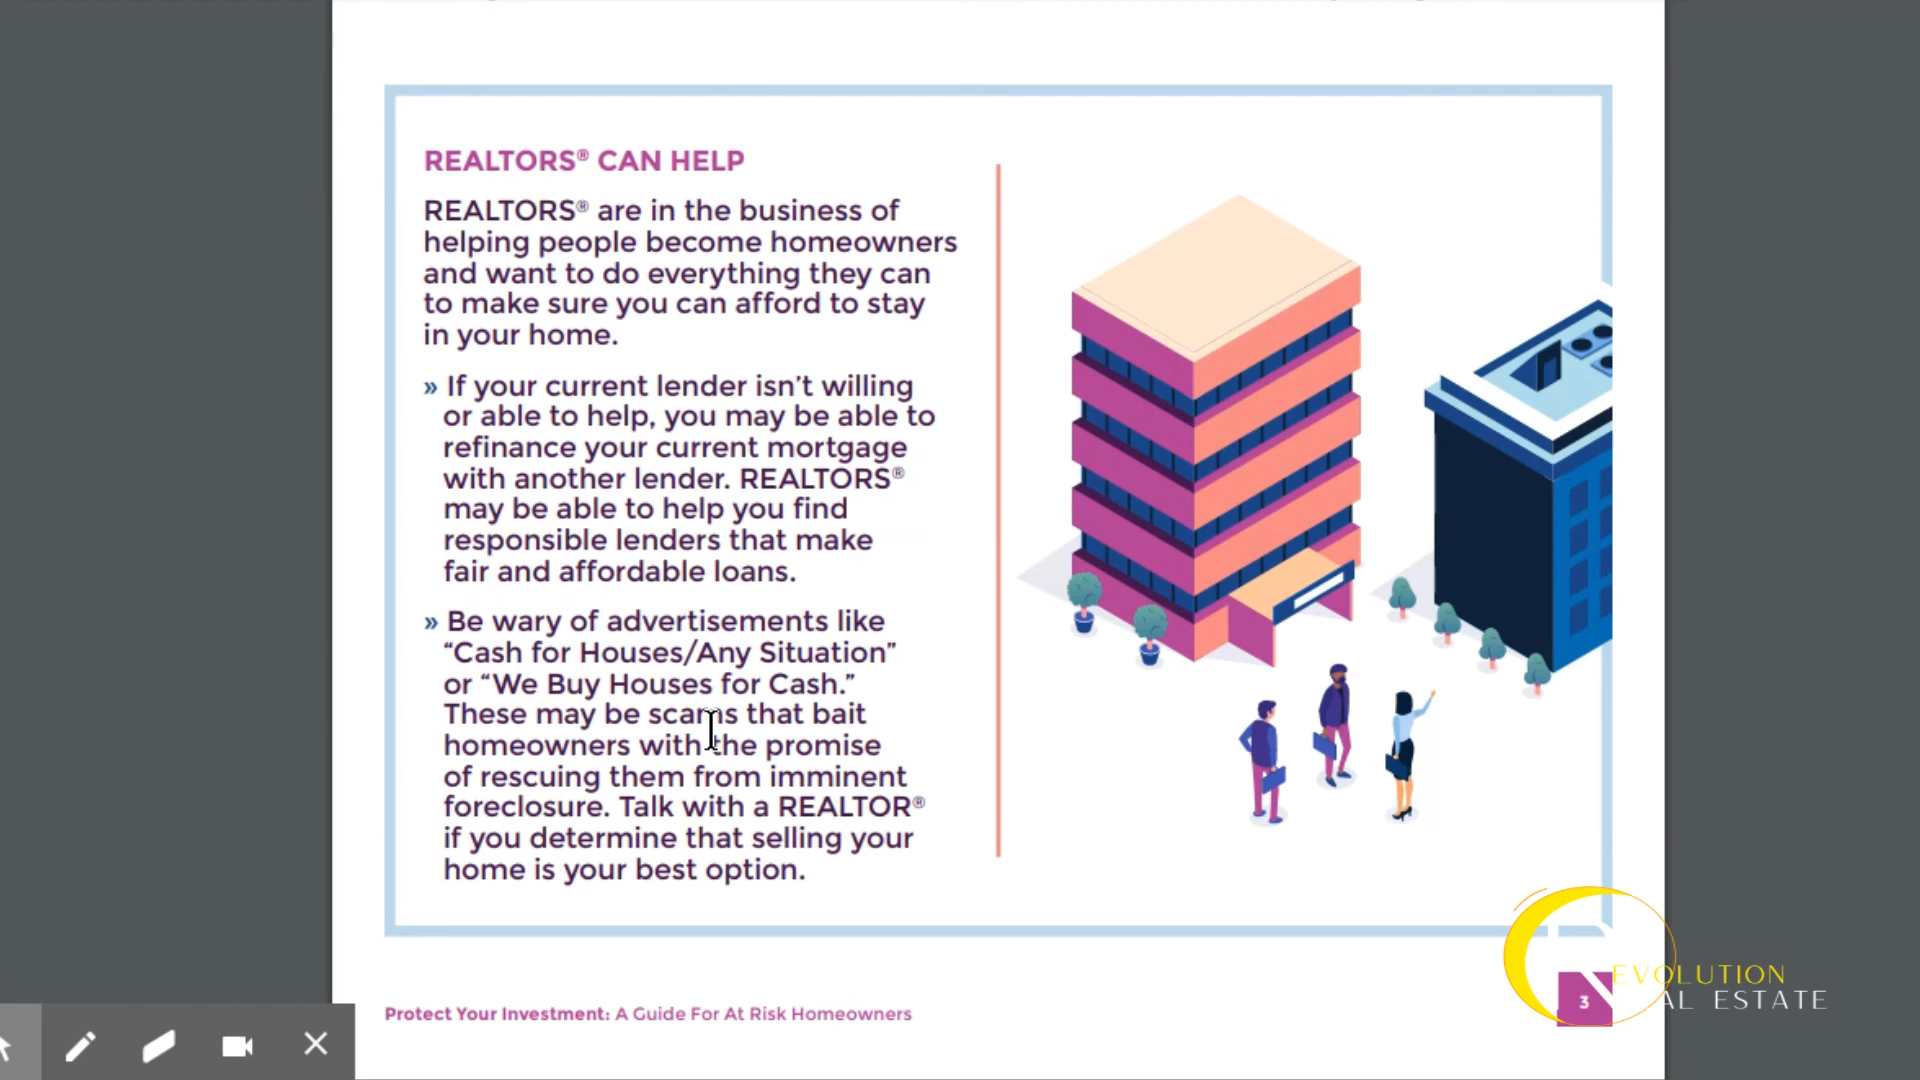 REALTORS® CAN HELP
REALTORS® are in the business of
helping people become homeowners
and want to do everything they can
to make sure you can afford to stay
in your home.
» If your current lender isn't willing
or able to help, you may be able to
refinance your current mortgage
with another lender. REALTORS®
may be able to help you find
responsible lenders that make
fair and affordable loans.
» Be wary of advertisements like
“Cash for Houses/Any Situation”
or “We Buy Houses for Cash.”
These may be scams that bait
homeowners with the promise
of rescuing them from imminent
foreclosure. Talk with a REALTOR®
if you determine that selling your
home is your best option.
Protect Your Investment: A Guide For At Risk Homeowners
3
REVOLUTION
REAL ESTATE